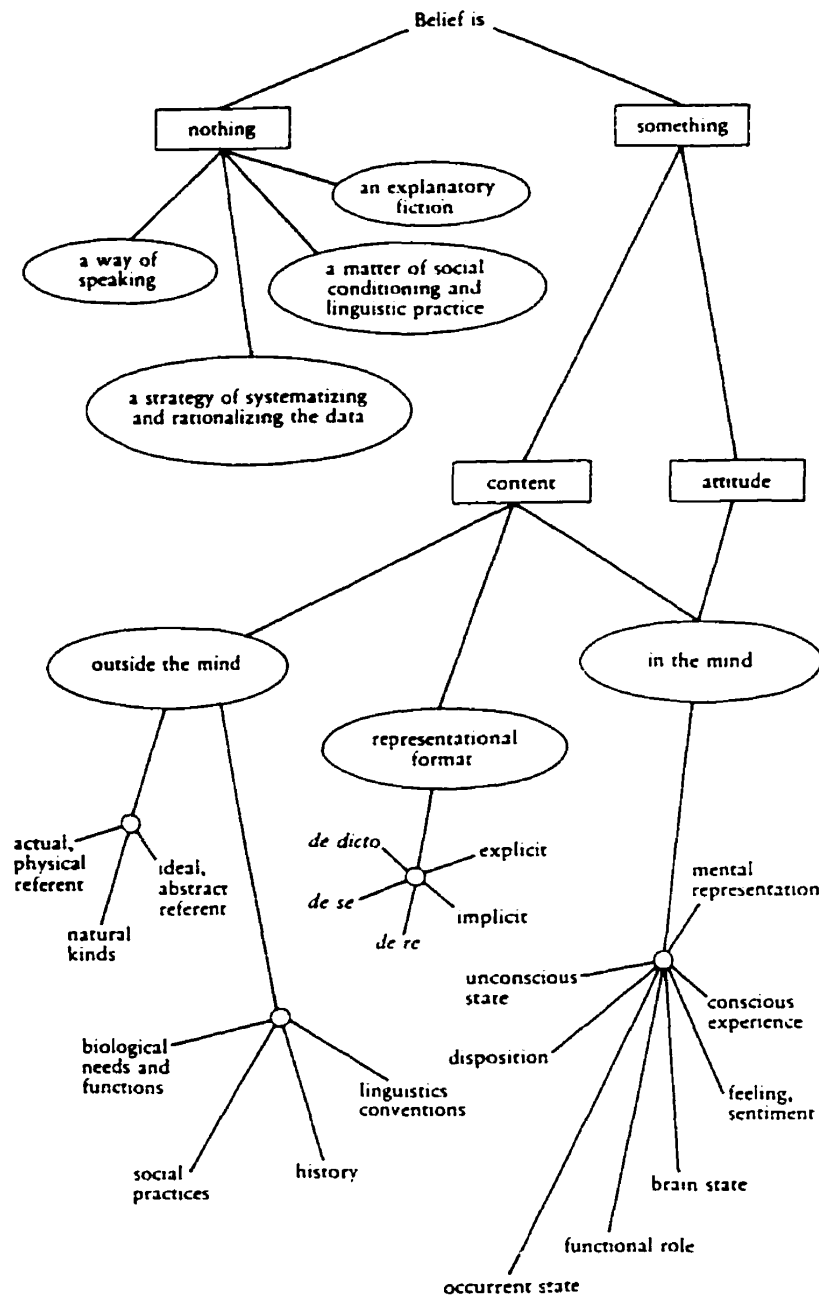 Belief is
nothing
something
an explanatory
fiction
a way of
speaking
a matter of social
conditioning and
linguistic practice
a strategy of systematizing
and rationalizing the data
content
attitude
outside the mind
in the mind
representational
format
actual,
physical
referent
ideal,
abstract
referent
natural
kinds
de dicto
explicit
de se
implicit
de re
mental
representation
unconscious
state
conscious
experience
disposition
feeling,
sentiment
biological
needs and
functions
linguistics
conventions
social
practices
history
brain state
functional role
occurrent state